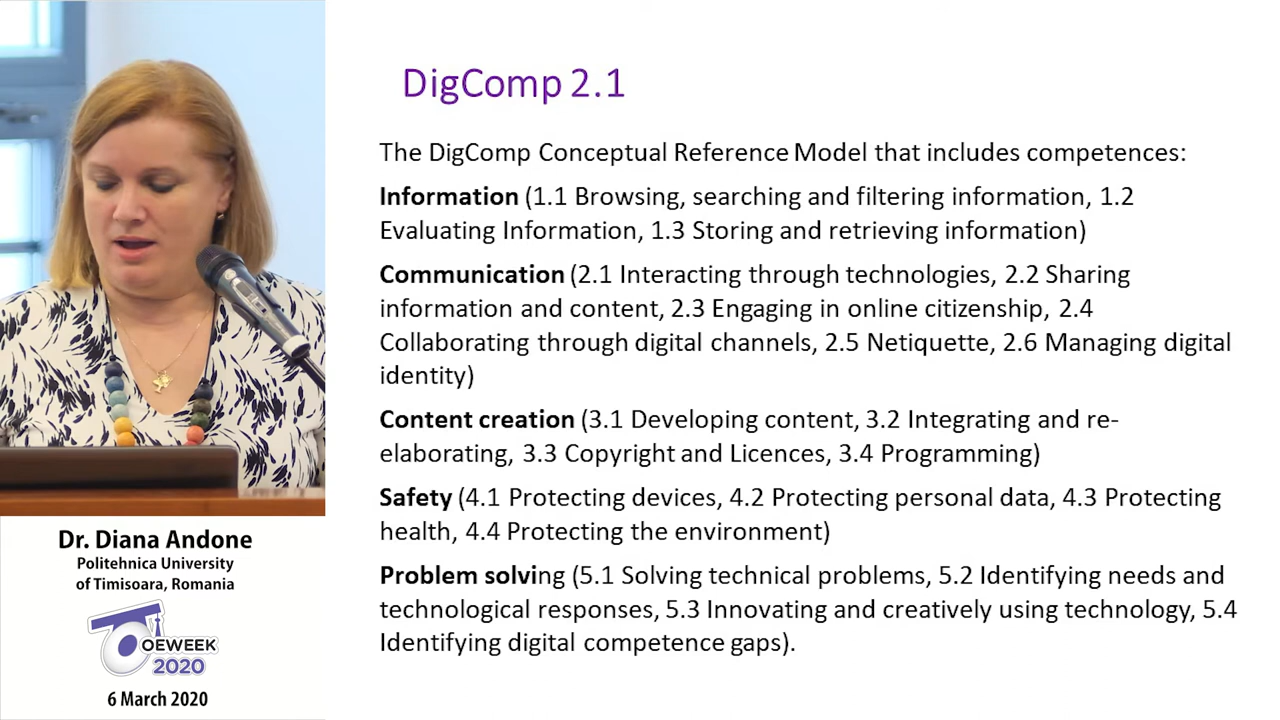 DigComp 2.1
The DigComp Conceptual Reference Model that includes competences:
Information (1.1 Browsing, searching and filtering information, 1.2
Evaluating Information, 1.3 Storing and retrieving information)
Communication (2.1 Interacting through technologies, 2.2 Sharing
information and content, 2.3 Engaging in online citizenship, 2.4
Collaborating through digital channels, 2.5 Netiquette, 2.6 Managing digital
identity)
Content creation (3.1 Developing content, 3.2 Integrating and re-
elaborating, 3.3 Copyright and Licences, 3.4 Programming)
Safety (4.1 Protecting devices, 4.2 Protecting personal data, 4.3 Protecting
health, 4.4 Protecting the environment)
Problem solving (5.1 Solving technical problems, 5.2 Identifying needs and
technological responses, 5.3 Innovating and creatively using technology, 5.4
Identifying digital competence gaps).
Dr. Diana Andone
Politehnica University
of Timisoara, Romania
OEWEEK
2020
6 March 2020